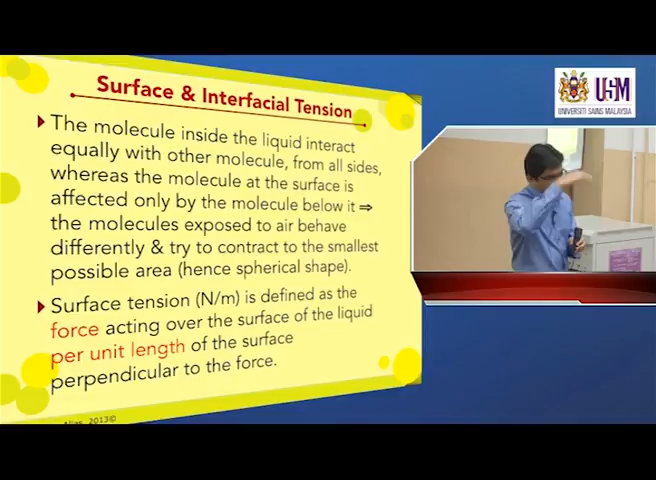 Surface & Interfacial Tension
The molecule inside the liquid interact
equally with other molecule, from all sides,
whereas the molecule at the surface is
affected only by the molecule below it ⇒
the molecules exposed to air behave
differently & try to contract to the smallest
possible area (hence spherical shape).
Surface tension (N/m) is defined as the
force acting over the surface of the liquid
per unit length of the surface
perpendicular to the force.
2013©
USM
UNIVERSITI SAINS MALAYSIA